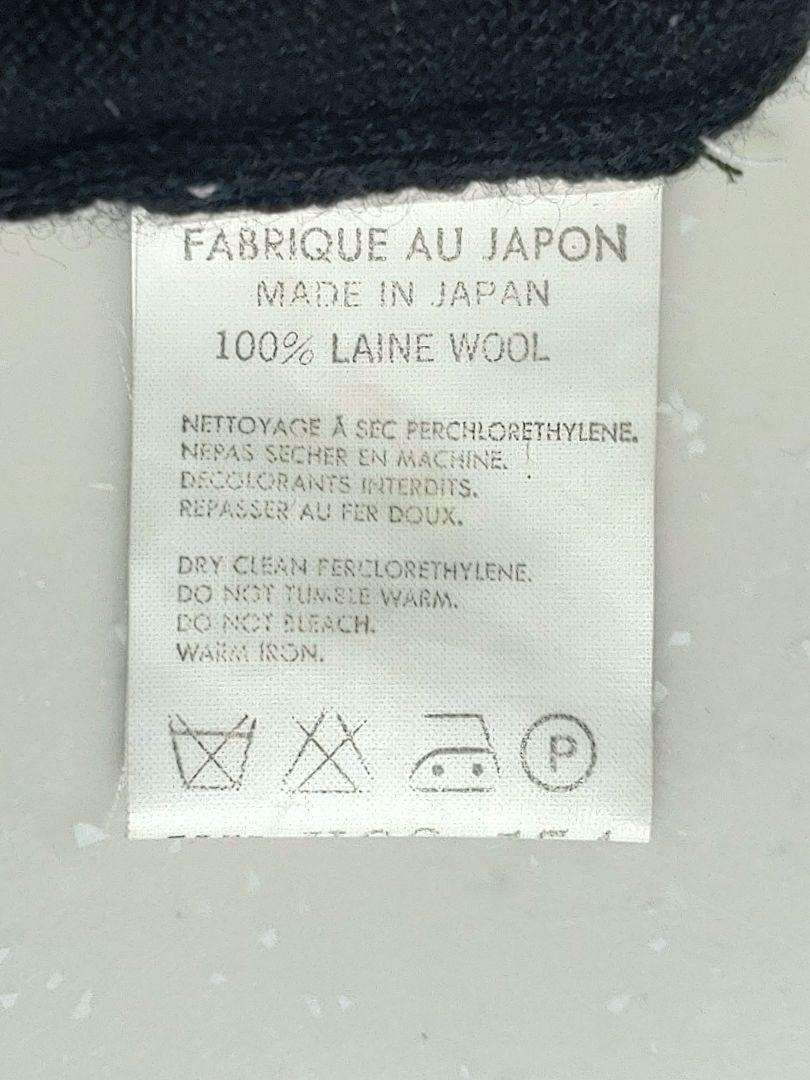 FABRIQUE AU JAPON
MADE IN JAPAN
100% LAINE WOOL
NETTOYAGE À SEC PERCHLORETHYLENE.
NEPAS SECHER EN MACHINE.
DECOLORANTS INTERDITS.
REPASSER AU FER DOUX.
DRY CLEAN PERCLORETHYLENE.
DO NOT TUMBLE WARM.
DO NOT BLEACH.
WARM IRON.
P